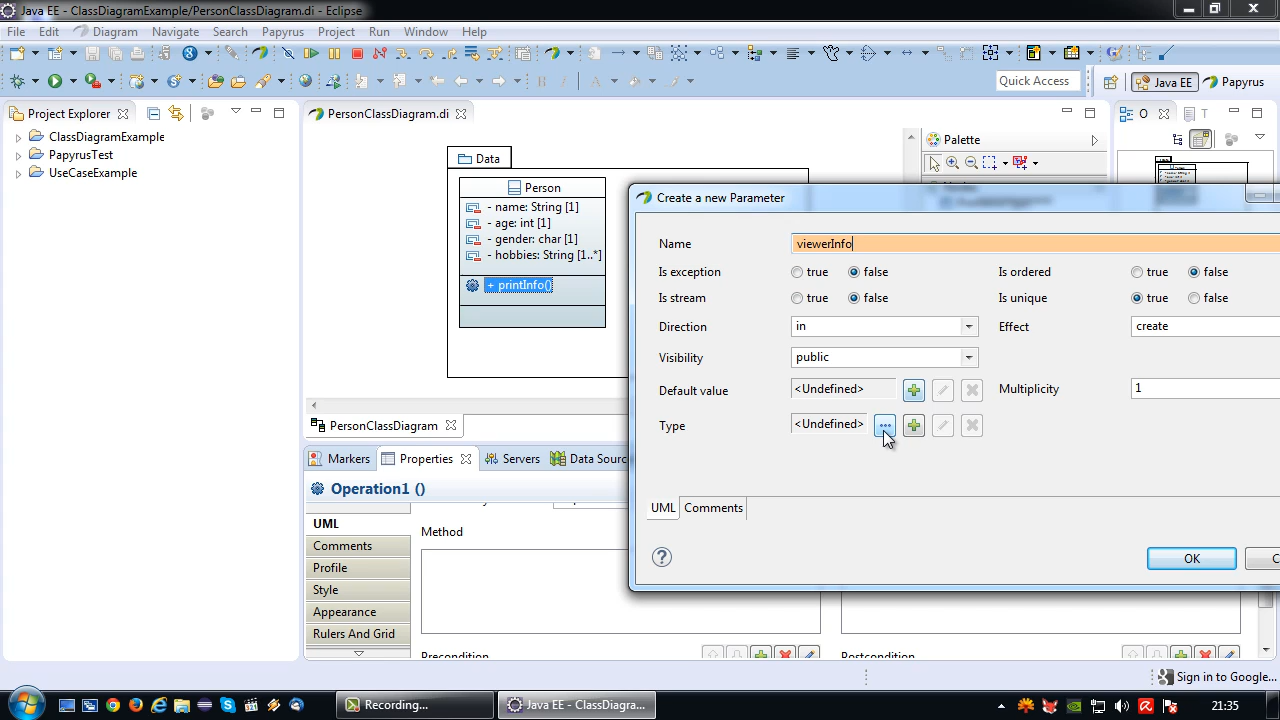 Java EE - ClassDiagramExample/PersonClassDiagram.di - Eclipse
File Edit Diagram Navigate Search Papyrus Project Run Window Help
Quick Access
Java EE
Papyrus
Project Explorer
ClassDiagramExample
PapyrusTest
UseCaseExample
PersonClassDiagram.di
Data
Person
- name: String [1]
- age: int [1]
- gender: char [1]
- hobbies: String [1..*]
+ printInfo()
Palette
O
T
PersonClassDiagram
Markers
Properties
Servers
Data Sourc
Operation1 ()
UML
Comments
Profile
Style
Appearance
Rulers And Grid
Method
Precondition
Postcondition
Create a new Parameter
Name
viewerInfo
Is exception
true
false
Is ordered
true
false
Is stream
true
false
Is unique
true
false
Direction
in
Effect
create
Visibility
public
Default value
<Undefined>
Multiplicity
1
Type
<Undefined>
UML
Comments
OK
C
Sign in to Google...
Recording...
Java EE - ClassDiagra...
21:35